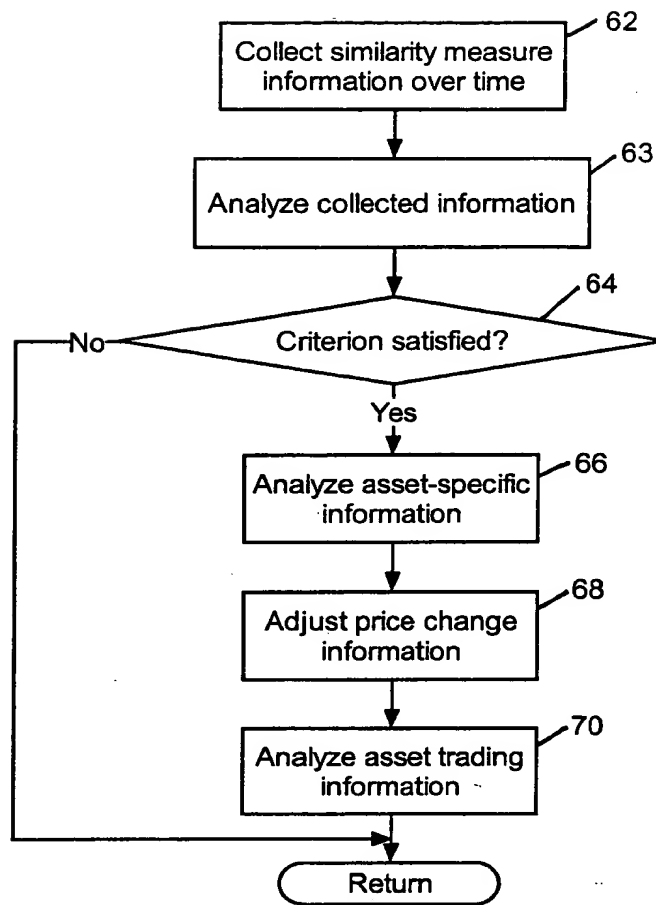 62
Collect similarity measure
information over time
63
Analyze collected information
64
Criterion satisfied?
No
Yes
66
Analyze asset-specific
information
68
Adjust price change
information
70
Analyze asset trading
information
Return